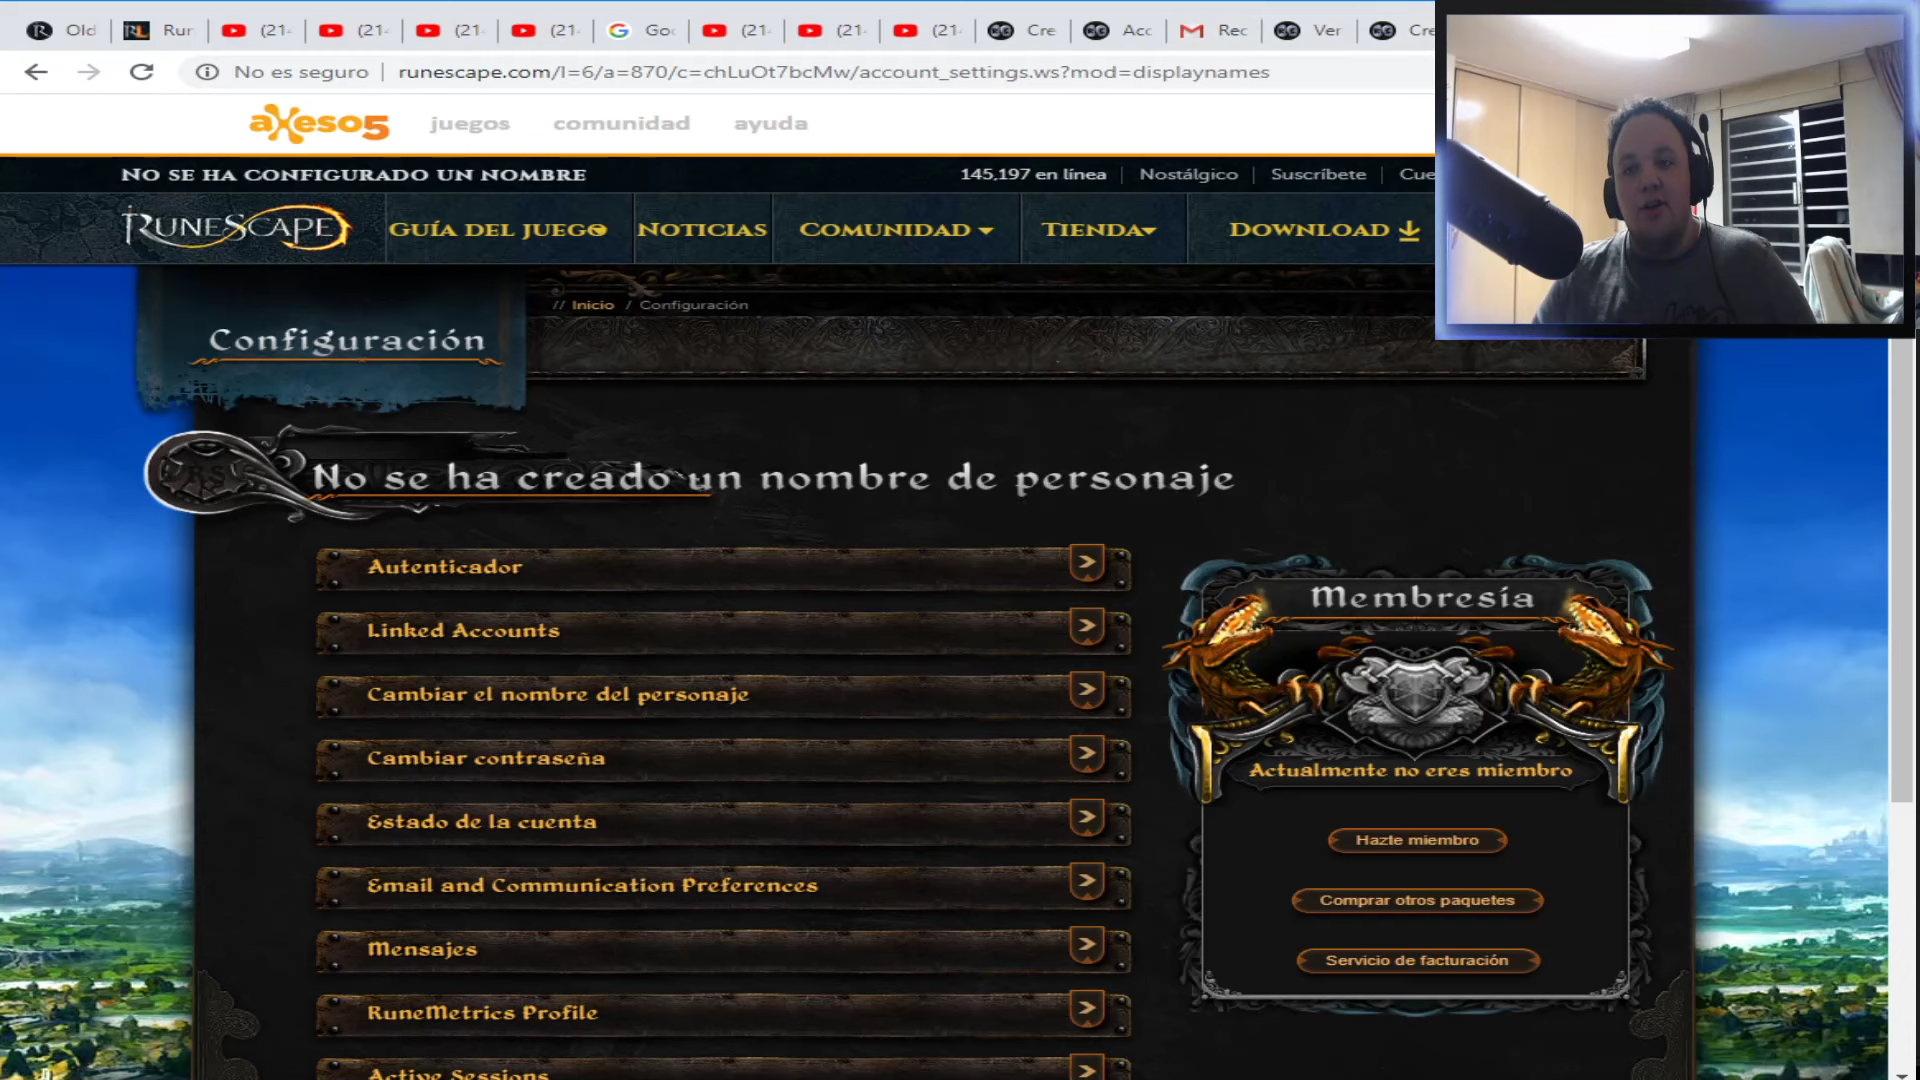 Old
Rur
(21
(21
(21
(21
Goo
(21
(21
(21
Cre
Acc
Rec
Ver
Cre
No es seguro
runescape.com/l=6/a=870/c=chLuOt7bcMw/account_settings.ws?mod=displaynames
axeso5
juegos
comunidad
ayuda
NO SE HA CONFIGURADO UN NOMBRE
145,197 en línea
Nostálgico
Suscríbete
Cue
RUNESCAPE
GUÍA DEL JUEGO
NOTICIAS
COMUNIDAD
TIENDA
DOWNLOAD
// Inicio / Configuración
Configuración
No se ha creado un nombre de personaje
Autenticador
Linked Accounts
Cambiar el nombre del personaje
Cambiar contraseña
Estado de la cuenta
Email and Communication Preferences
Mensajes
RuneMetrics Profile
Active Sessions
Membresía
Actualmente no eres miembro
Hazte miembro
Comprar otros paquetes
Servicio de facturación